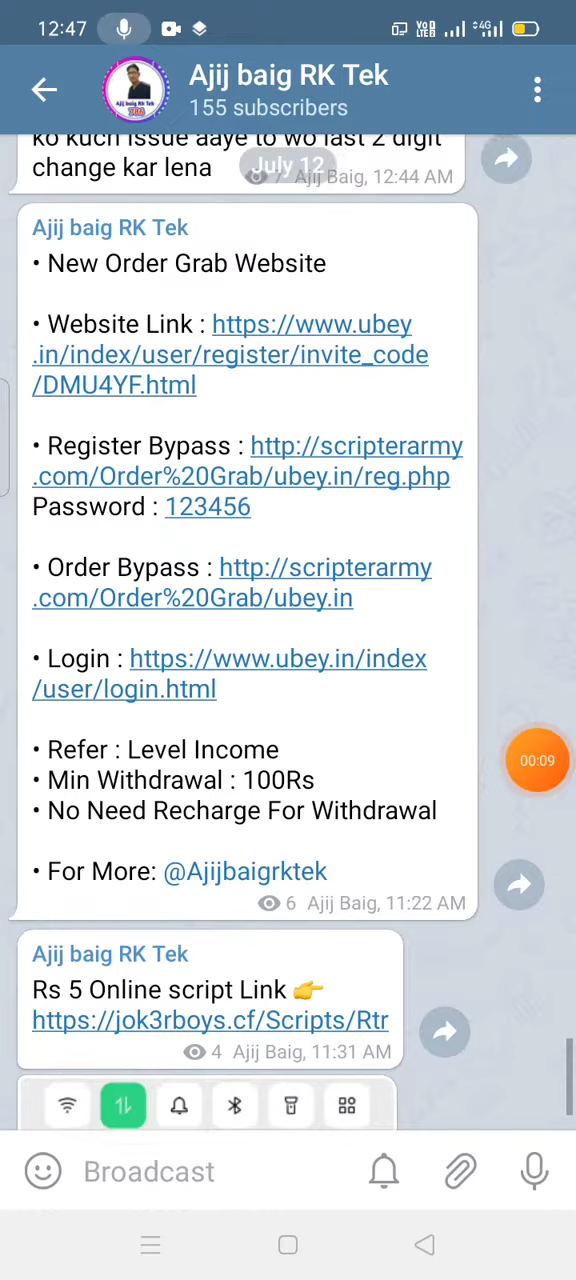 12:47
VoD LTE2 4G
Ajij baig RK Tek
155 subscribers
ko kuch issue aaye to wo last 2 digit
change kar lena
July 12
7 Ajij Baig, 12:44 AM
Ajij baig RK Tek
• New Order Grab Website
• Website Link : https://www.ubey
.in/index/user/register/invite_code
/DMU4YF.html
• Register Bypass : http://scripterarmy
.com/Order%20Grab/ubey.in/reg.php
Password : 123456
• Order Bypass : http://scripterarmy
.com/Order%20Grab/ubey.in
• Login : https://www.ubey.in/index
/user/login.html
• Refer : Level Income
• Min Withdrawal : 100Rs
• No Need Recharge For Withdrawal
00:09
• For More: @Ajijbaigrktek
6 Ajij Baig, 11:22 AM
Ajij baig RK Tek
Rs 5 Online script Link 👉
https://jok3rboys.cf/Scripts/Rtr
4 Ajij Baig, 11:31 AM
Broadcast